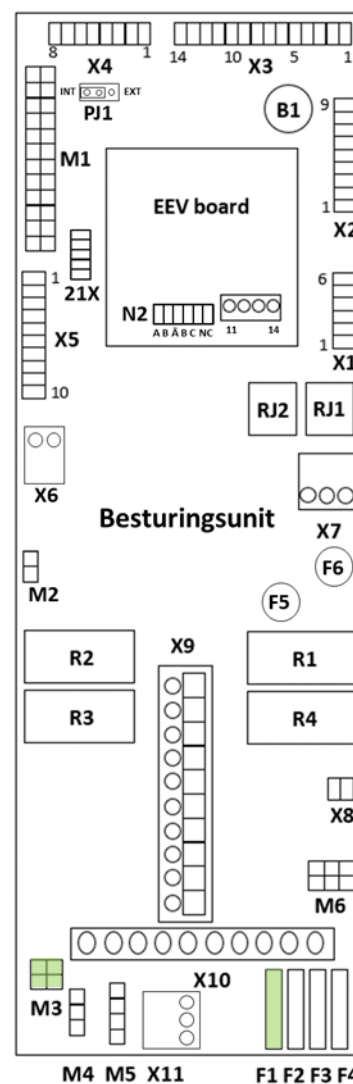 8 1 14 10 5 1
X4 X3
INT EXT
PJ1
B1 9
M1
EEV board
1
X2
21X
1
X5
N2
A B Ā B C NC 11 14
6
1
X1
10
RJ2 RJ1
X6
X7
Besturingsunit
F6
M2
F5
X9
R2 R1
R3 R4
X8
M6
M3
X10
M4 M5 X11 F1 F2 F3 F4